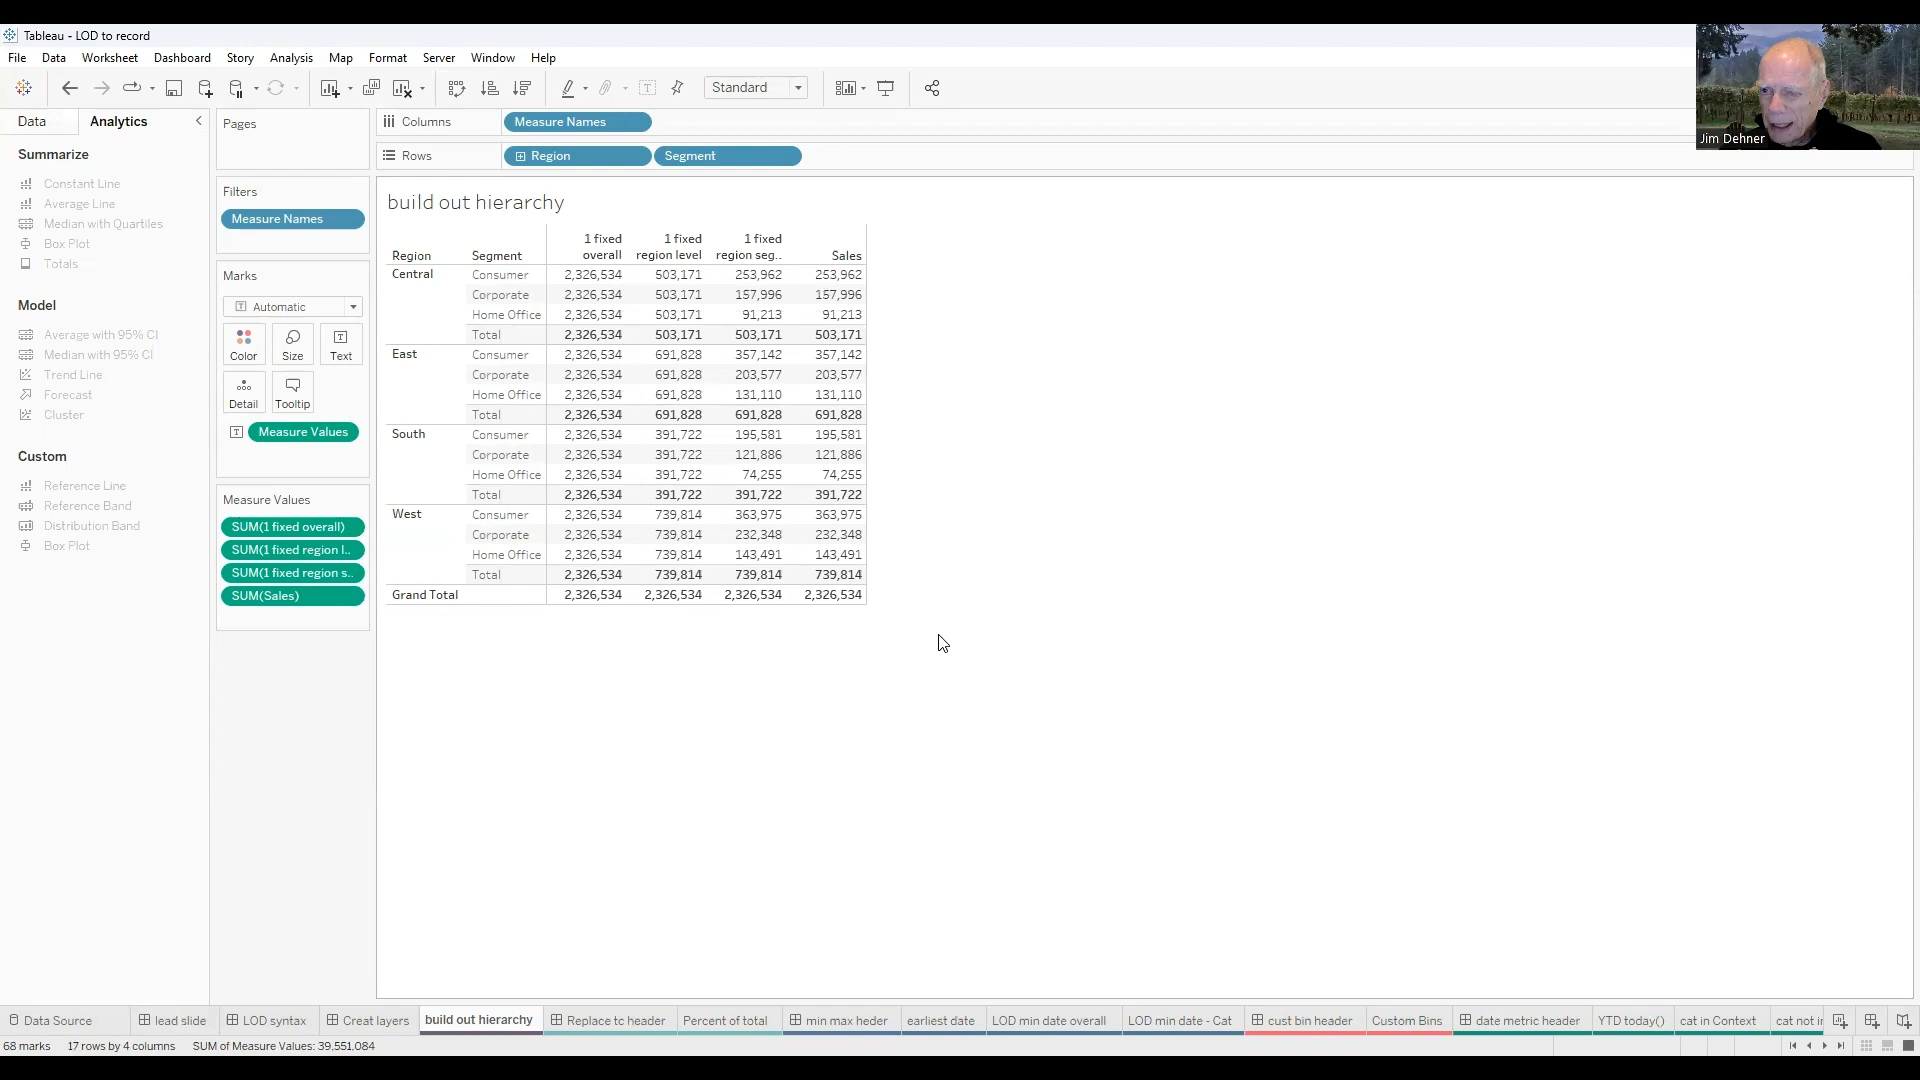 Tableau - LOD to record
File Data Worksheet Dashboard Story Analysis Map Format Server Window Help
Standard
Jim Dehner
Data Analytics
Summarize
Constant Line
Average Line
Median with Quartiles
Box Plot
Totals
Model
Average with 95% CI
Median with 95% CI
Trend Line
Forecast
Cluster
Custom
Reference Line
Reference Band
Distribution Band
Box Plot
Pages
Filters
Measure Names
Marks
Automatic
Color Size Text
Detail Tooltip
Measure Values
Measure Values
SUM(1 fixed overall)
SUM(1 fixed region l..
SUM(1 fixed region s..
SUM(Sales)
Columns Measure Names
Rows Region Segment
build out hierarchy
1 fixed 1 fixed 1 fixed
Region Segment overall region level region seg.. Sales
Central Consumer 2,326,534 503,171 253,962 253,962
Corporate 2,326,534 503,171 157,996 157,996
Home Office 2,326,534 503,171 91,213 91,213
Total 2,326,534 503,171 503,171 503,171
East Consumer 2,326,534 691,828 357,142 357,142
Corporate 2,326,534 691,828 203,577 203,577
Home Office 2,326,534 691,828 131,110 131,110
Total 2,326,534 691,828 691,828 691,828
South Consumer 2,326,534 391,722 195,581 195,581
Corporate 2,326,534 391,722 121,886 121,886
Home Office 2,326,534 391,722 74,255 74,255
Total 2,326,534 391,722 391,722 391,722
West Consumer 2,326,534 739,814 363,975 363,975
Corporate 2,326,534 739,814 232,348 232,348
Home Office 2,326,534 739,814 143,491 143,491
Total 2,326,534 739,814 739,814 739,814
Grand Total 2,326,534 2,326,534 2,326,534 2,326,534
Data Source lead slide LOD syntax Creat layers build out hierarchy Replace tc header Percent of total min max heder earliest date LOD min date overall LOD min date - Cat cust bin header Custom Bins date metric header YTD today() cat in Context cat not i
68 marks 17 rows by 4 columns SUM of Measure Values: 39,551,084